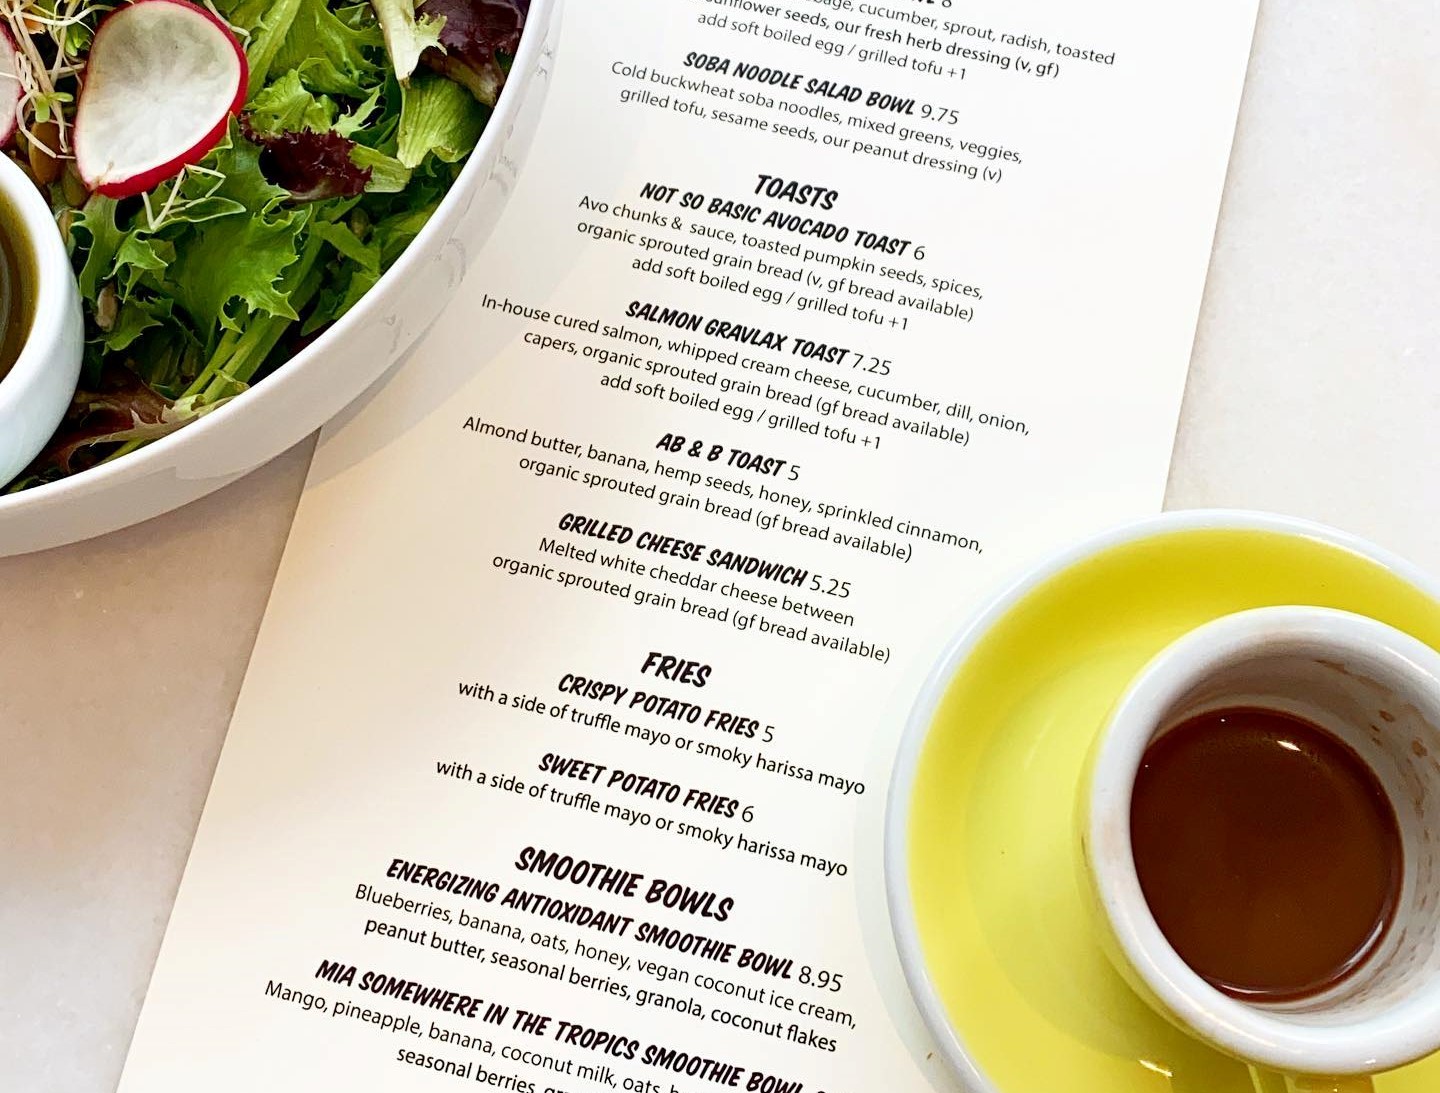 8
cucumber, sprout, radish, toasted
sunflower seeds, our fresh herb dressing (v, gf)
add soft boiled egg / grilled tofu +1
SOBA NOODLE SALAD BOWL 9.75
Cold buckwheat soba noodles, mixed greens, veggies,
grilled tofu, sesame seeds, our peanut dressing (v)
TOASTS
NOT SO BASIC AVOCADO TOAST 6
Avo chunks & sauce, toasted pumpkin seeds, spices,
organic sprouted grain bread (v, gf bread available)
add soft boiled egg / grilled tofu +1
SALMON GRAVLAX TOAST 7.25
In-house cured salmon, whipped cream cheese, cucumber, dill, onion,
capers, organic sprouted grain bread (gf bread available)
add soft boiled egg / grilled tofu +1
AB & B TOAST 5
Almond butter, banana, hemp seeds, honey, sprinkled cinnamon,
organic sprouted grain bread (gf bread available)
GRILLED CHEESE SANDWICH 5.25
Melted white cheddar cheese between
organic sprouted grain bread (gf bread available)
FRIES
CRISPY POTATO FRIES 5
with a side of truffle mayo or smoky harissa mayo
SWEET POTATO FRIES 6
with a side of truffle mayo or smoky harissa mayo
SMOOTHIE BOWLS
ENERGIZING ANTIOXIDANT SMOOTHIE BOWL 8.95
Blueberries, banana, oats, honey, vegan coconut ice cream,
peanut butter, seasonal berries, granola, coconut flakes
MIA SOMEWHERE IN THE TROPICS SMOOTHIE BOWL
Mango, pineapple, banana, coconut milk, oats,
seasonal berries,